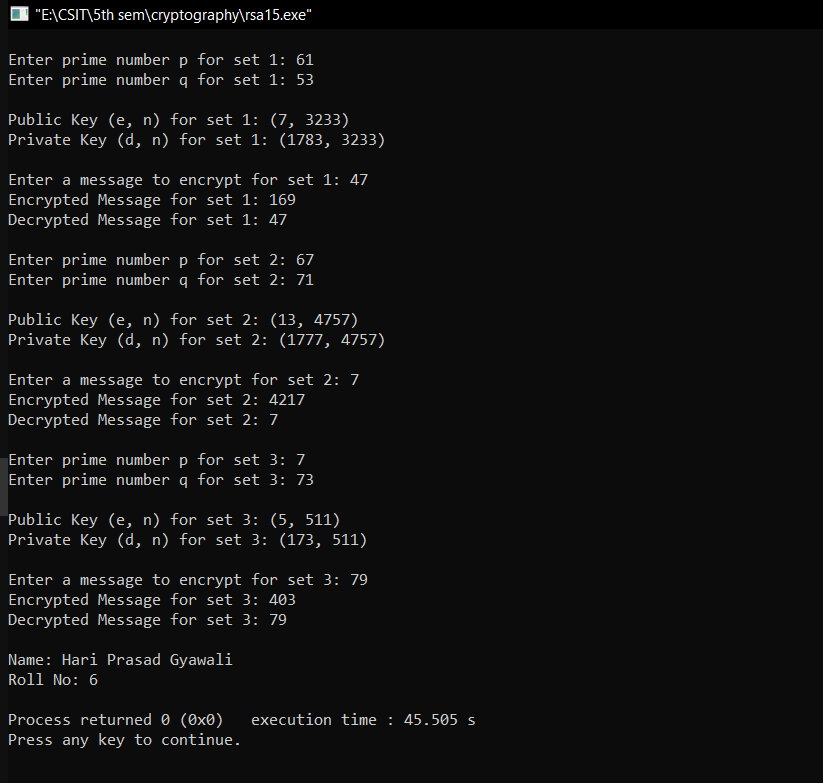 "E:\CSIT\5th sem\cryptography\rsa15.exe"
Enter prime number p for set 1: 61
Enter prime number q for set 1: 53
Public Key (e, n) for set 1: (7, 3233)
Private Key (d, n) for set 1: (1783, 3233)
Enter a message to encrypt for set 1: 47
Encrypted Message for set 1: 169
Decrypted Message for set 1: 47
Enter prime number p for set 2: 67
Enter prime number q for set 2: 71
Public Key (e, n) for set 2: (13, 4757)
Private Key (d, n) for set 2: (1777, 4757)
Enter a message to encrypt for set 2: 7
Encrypted Message for set 2: 4217
Decrypted Message for set 2: 7
Enter prime number p for set 3: 7
Enter prime number q for set 3: 73
Public Key (e, n) for set 3: (5, 511)
Private Key (d, n) for set 3: (173, 511)
Enter a message to encrypt for set 3: 79
Encrypted Message for set 3: 403
Decrypted Message for set 3: 79
Name: Hari Prasad Gyawali
Roll No: 6
Process returned 0 (0x0)   execution time : 45.505 s
Press any key to continue.